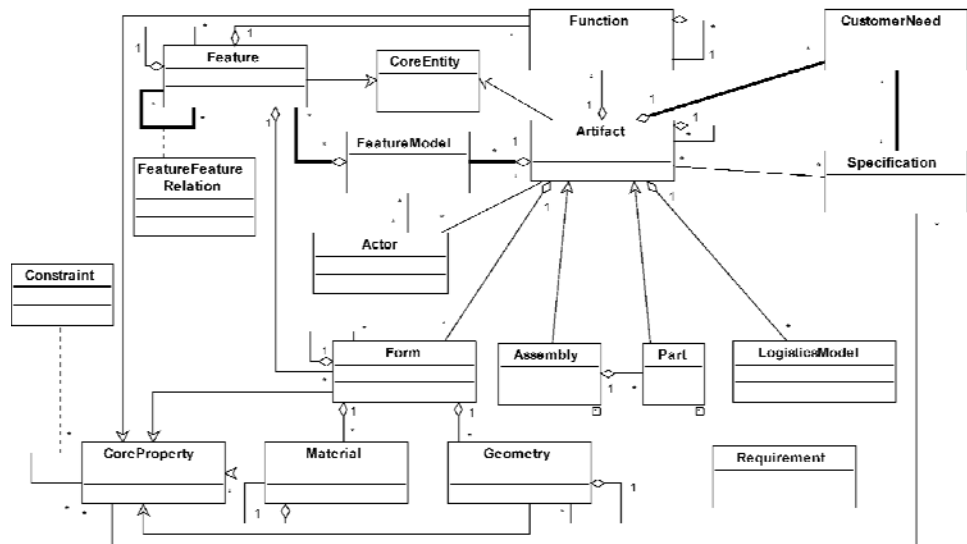 Function
CustomerNeed
Feature
CoreEntity
Artifact
FeatureModel
Specification
FeatureFeature
Relation
Actor
Constraint
Form
Assembly
Part
LogisticsModel
CoreProperty
Material
Geometry
Requirement